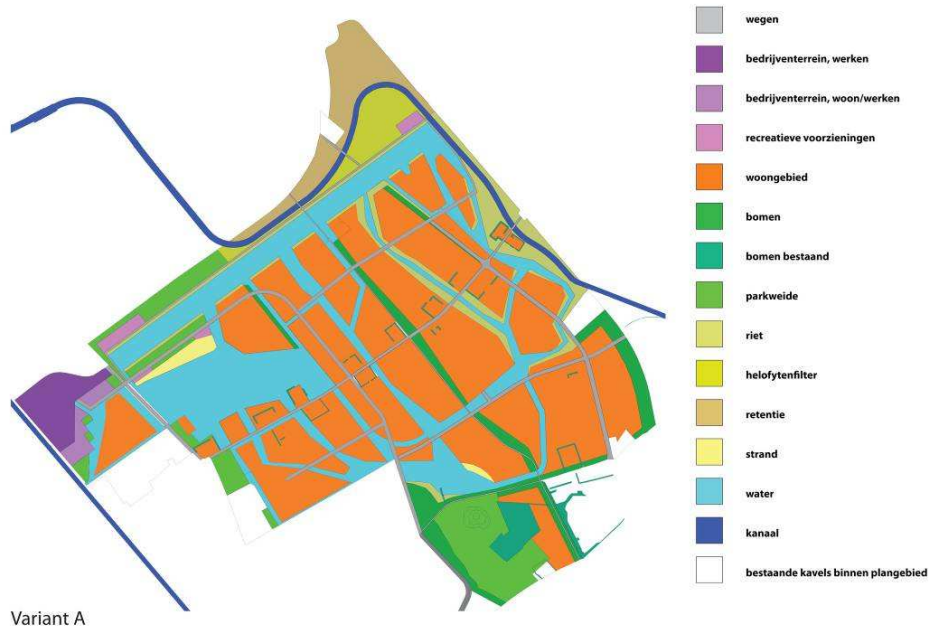 wegen
bedrijventerrein, werken
bedrijventerrein, woon/werken
recreatieve voorzieningen
woongebied
bomen
bomen bestaand
parkweide
riet
helofytenfilter
retentie
strand
water
kanaal
bestaande kavels binnen plangebied
Variant A